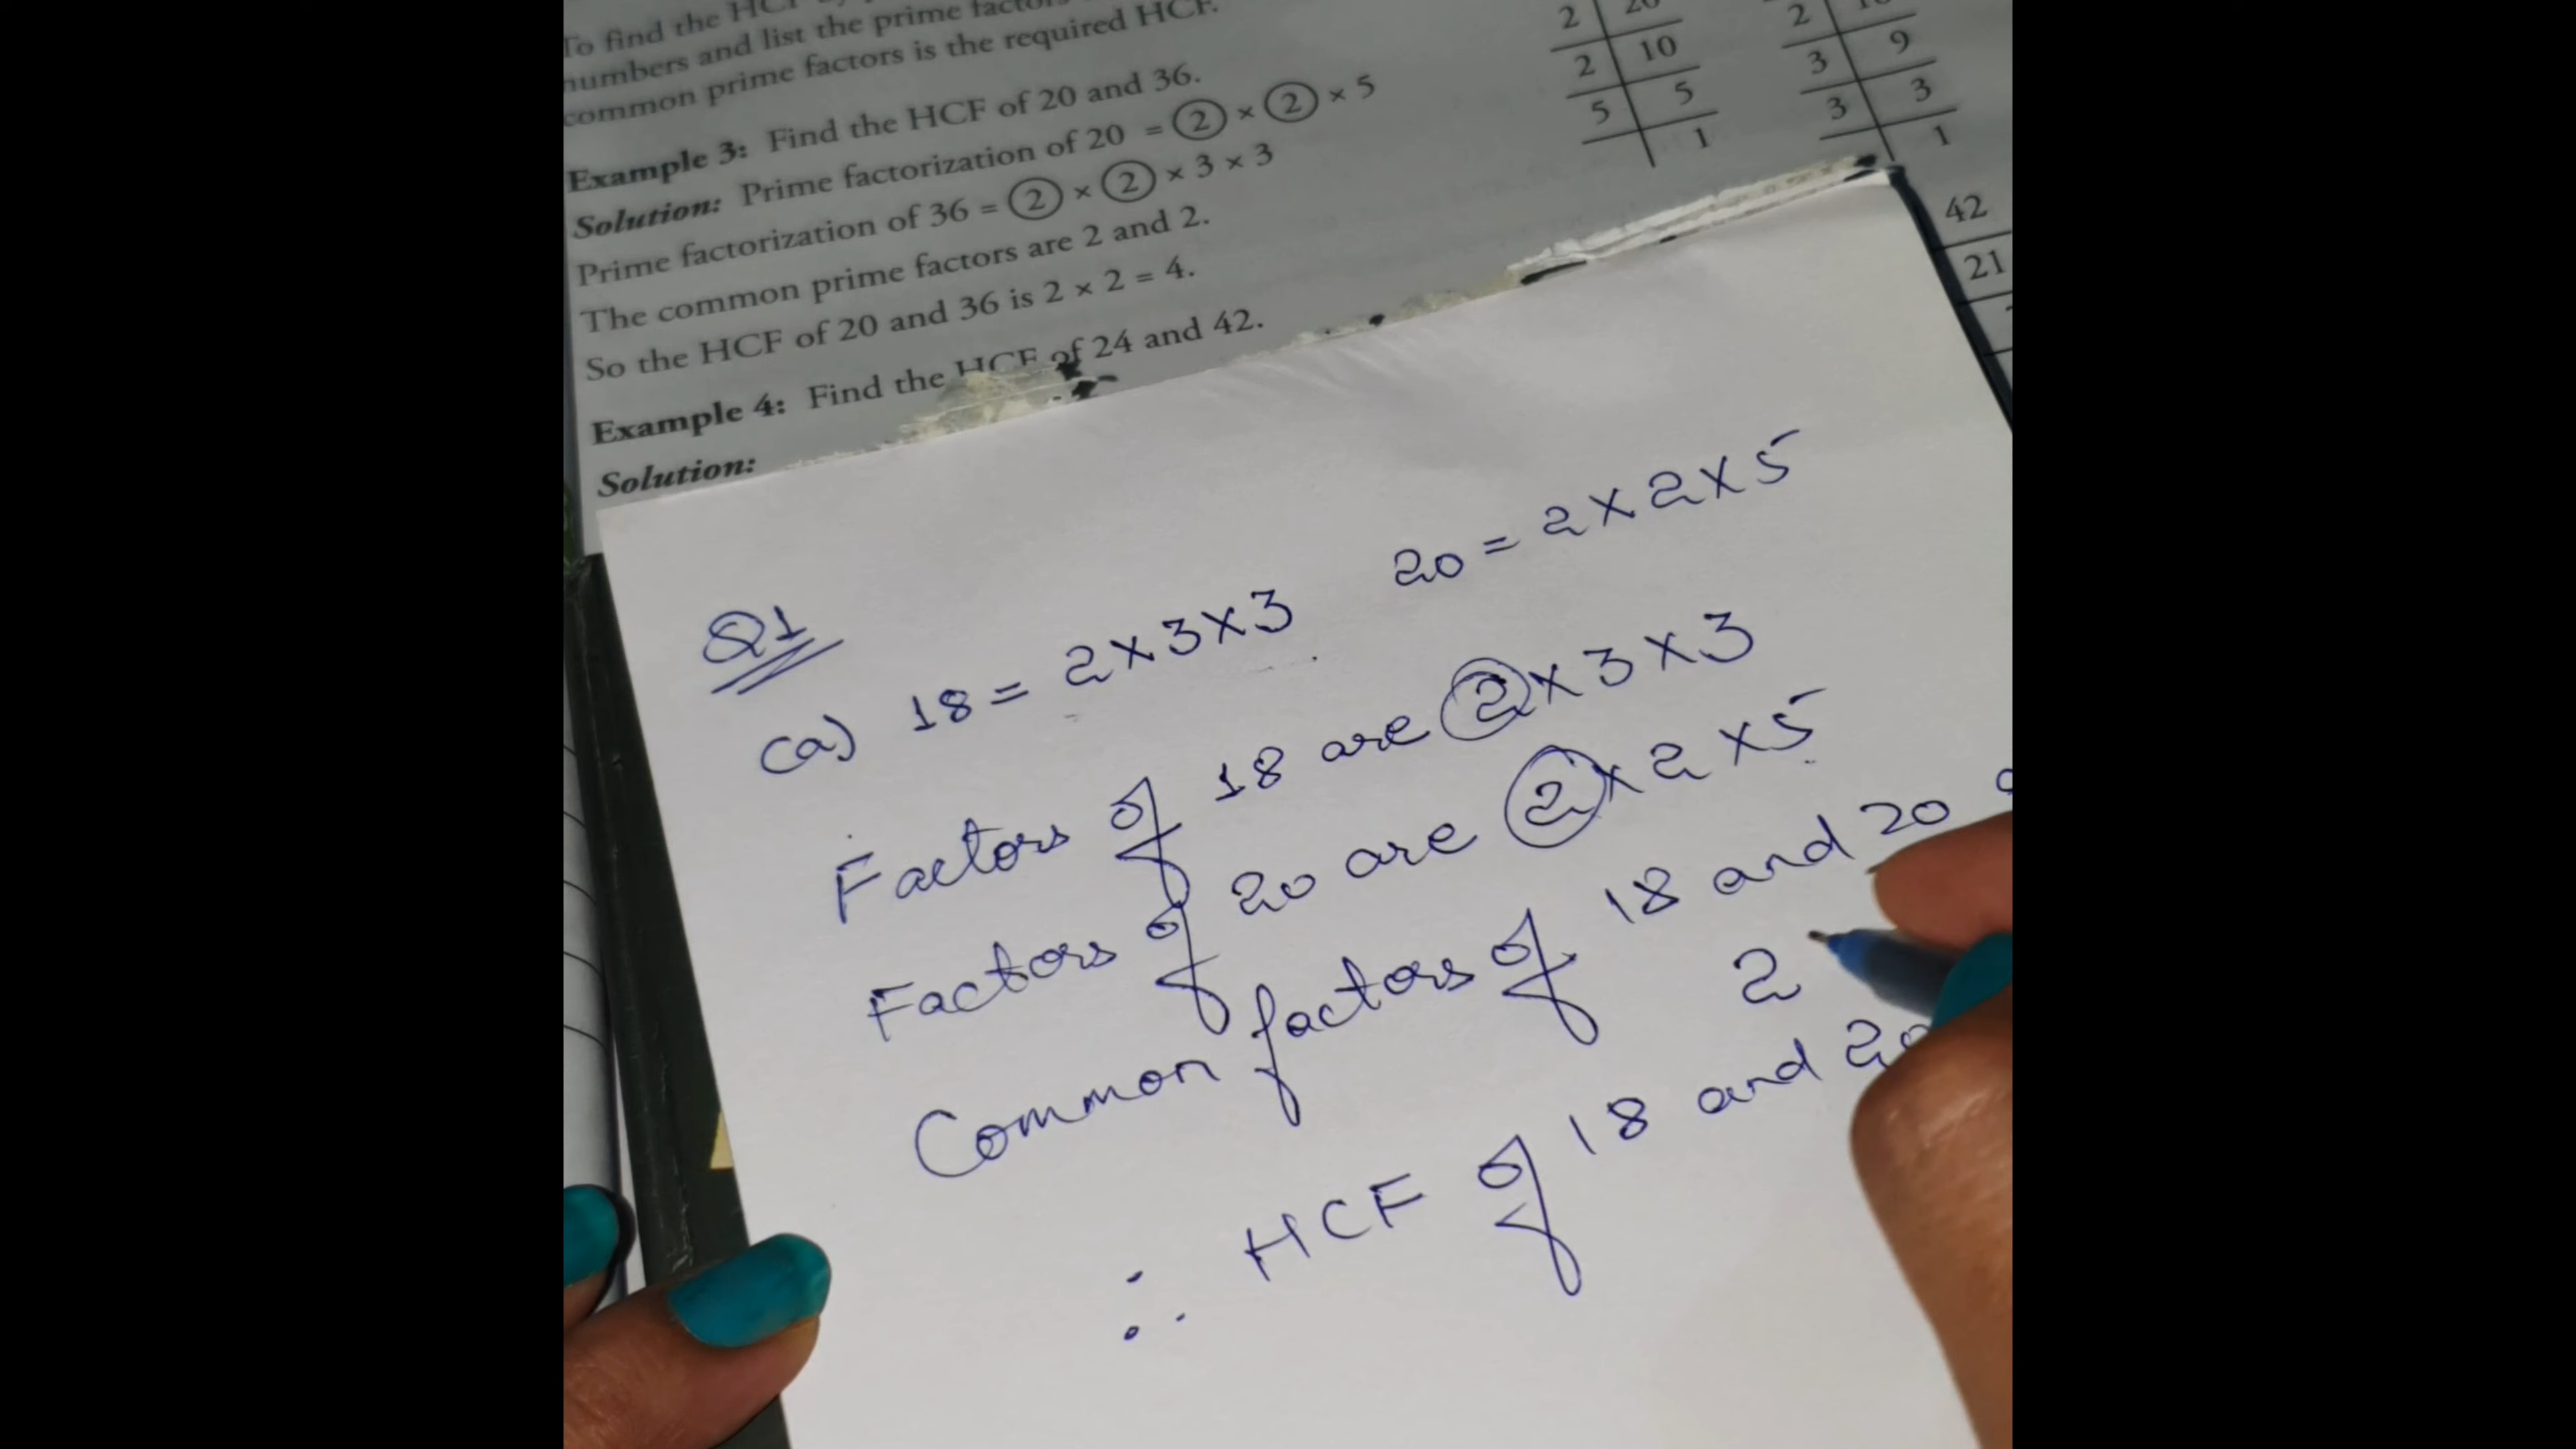 To find the HCF
numbers and list the prime factors
common prime factors is the required HCF.
Example 3: Find the HCF of 20 and 36.
Solution: Prime factorization of 20 = 2 × 2 × 5
Prime factorization of 36 = 2 × 2 × 3 × 3
The common prime factors are 2 and 2.
So the HCF of 20 and 36 is 2 × 2 = 4.
Example 4: Find the HCF of 24 and 42.
Solution:
2 20
2 10
5 5
1
2
3 9
3 3
1
42
21
Q1
(a) 18 = 2×3×3 20 = 2×2×5
Factors of 18 are 2×3×3
Factors of 20 are 2×2×5
Common factors of 18 and 20
2
∴ HCF of 18 and 20